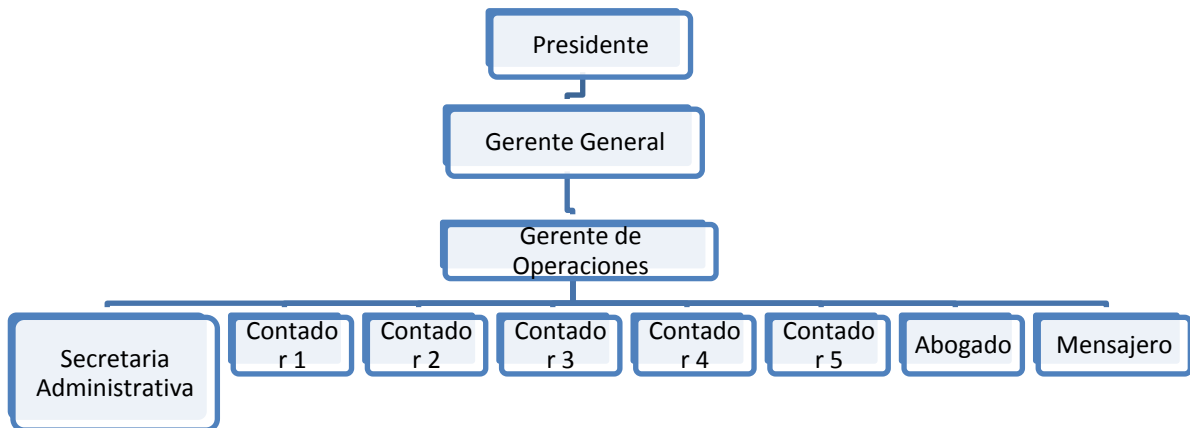 Presidente
Gerente General
Gerente de
Operaciones
Secretaria
Administrativa
Contado
r 1
Contado
r 2
Contado
r 3
Contado
r 4
Contado
r 5
Abogado
Mensajero